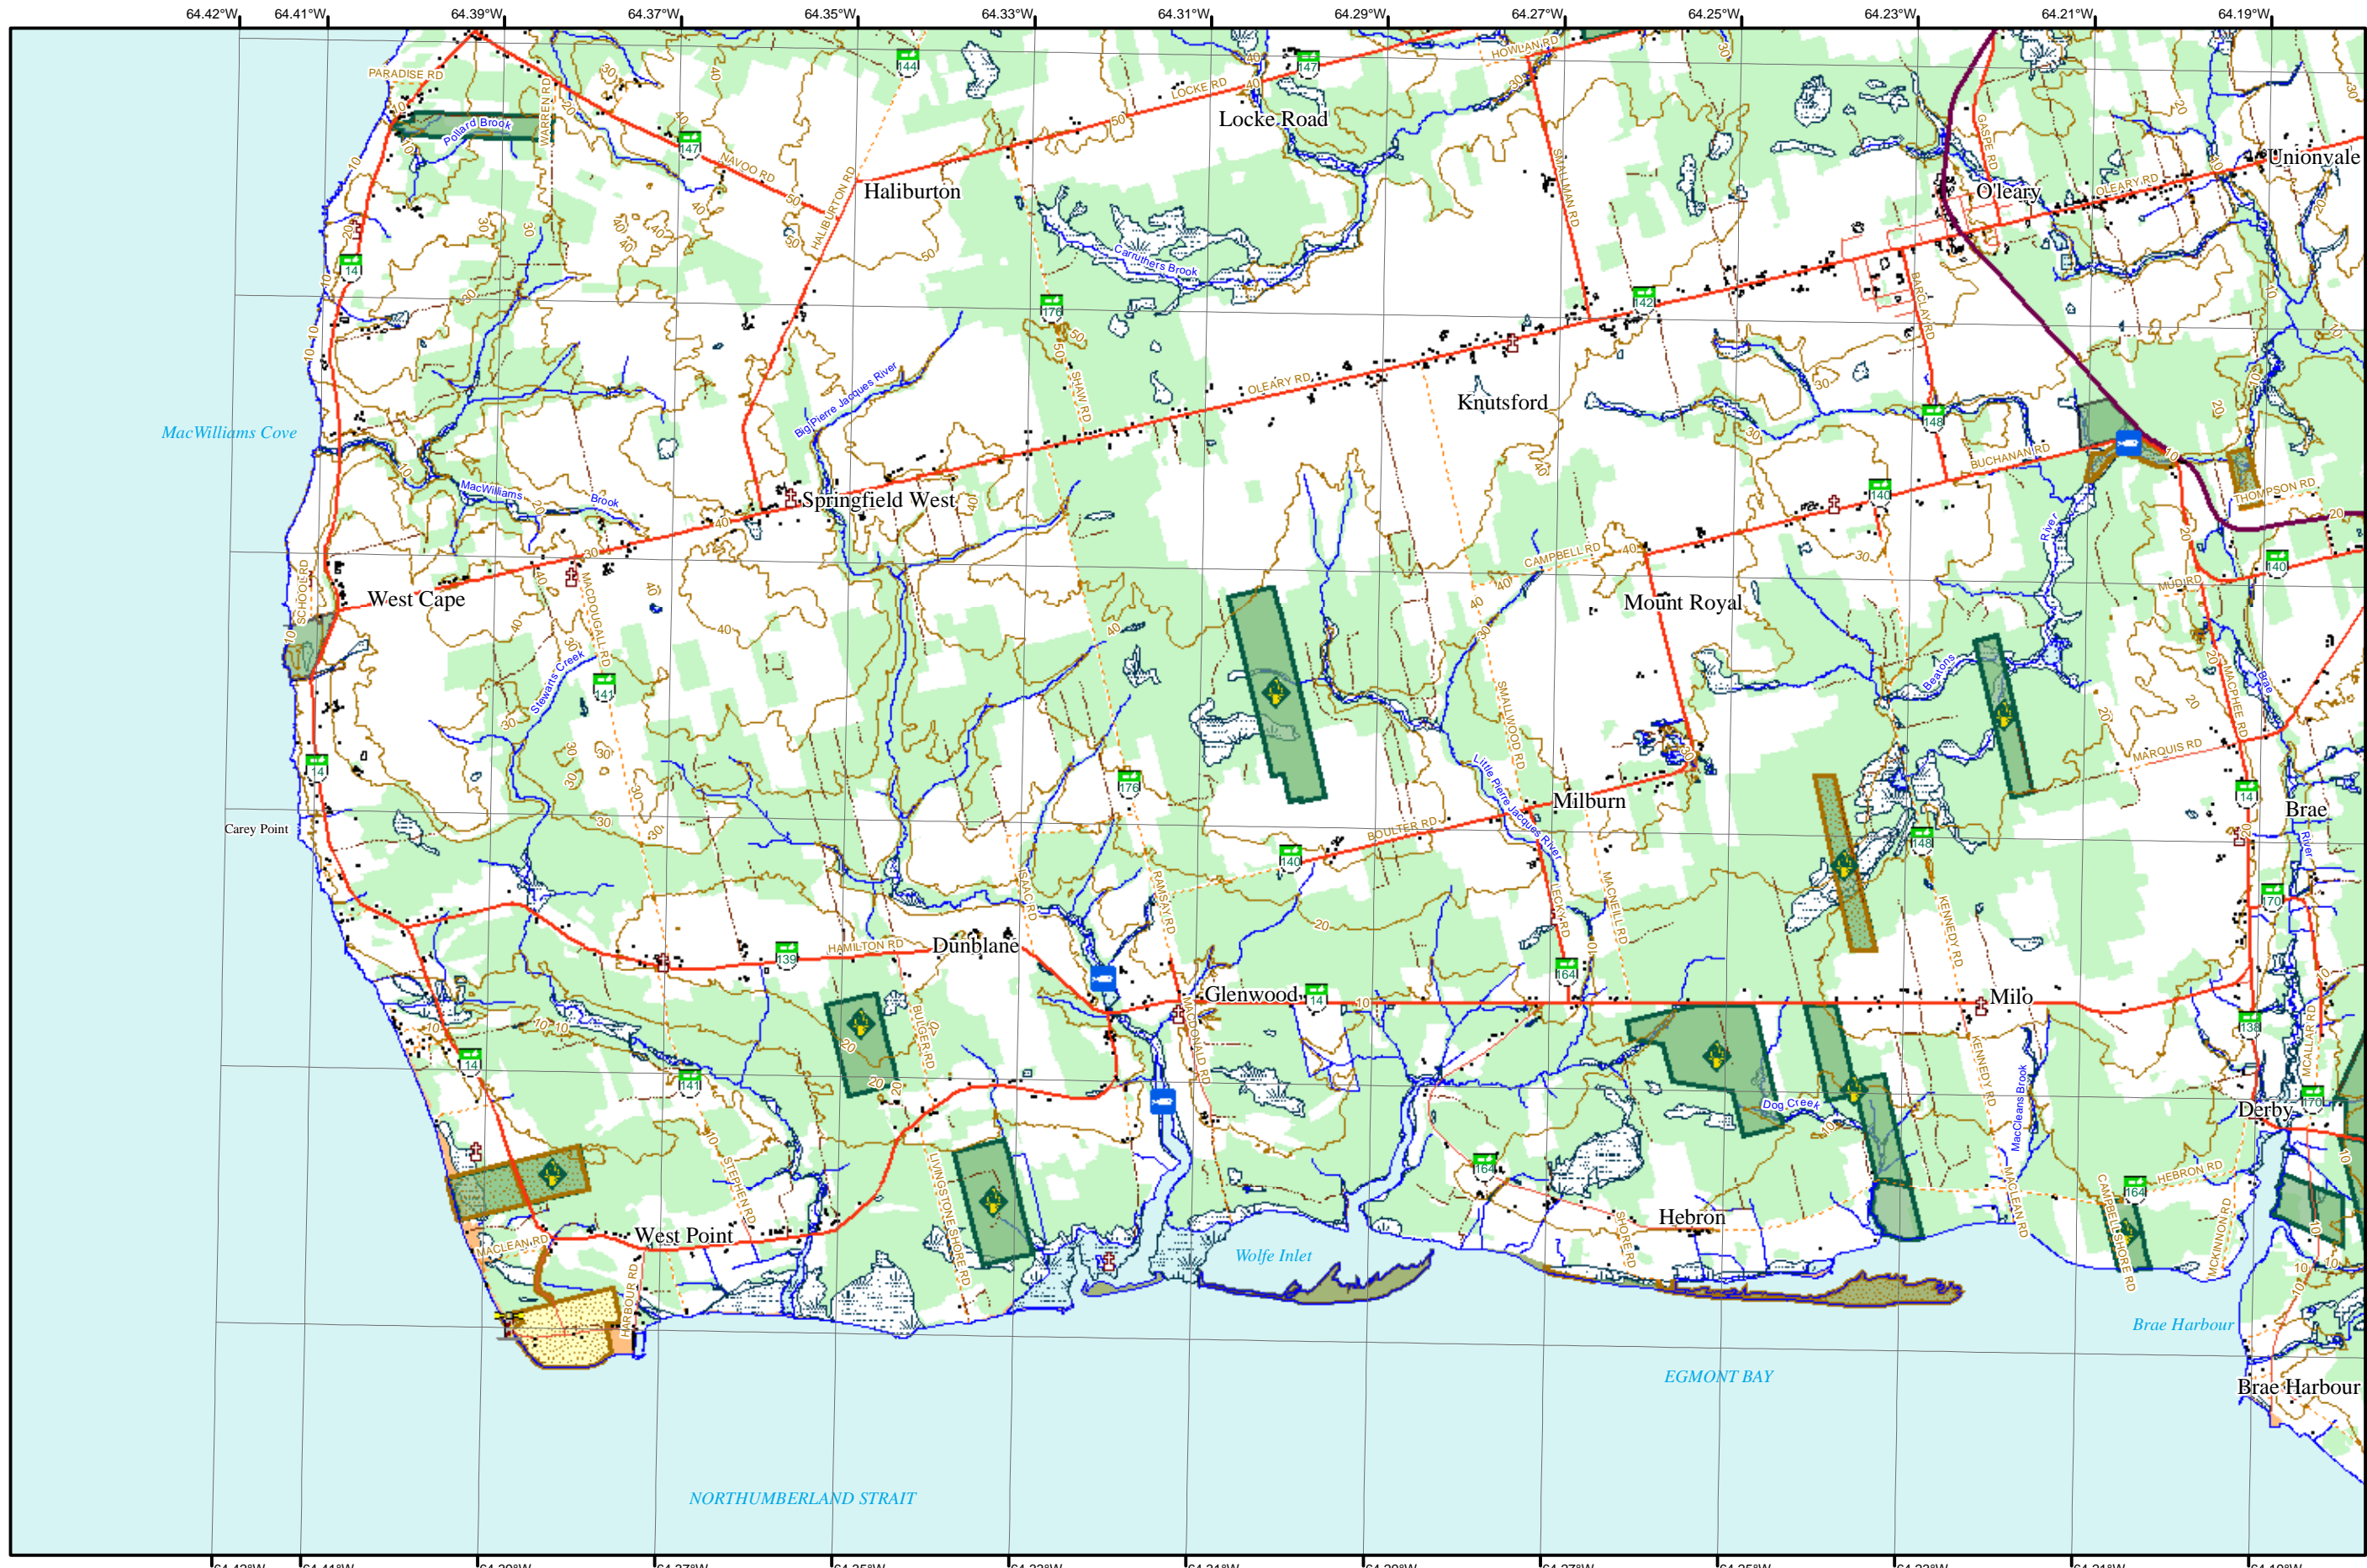 64.42°W 64.41°W 64.39°W 64.37°W 64.35°W 64.33°W 64.31°W 64.29°W 64.27°W 64.25°W 64.23°W 64.21°W 64.19°W
PARADISE RD
WARREN RD
Pollard Brook
NAVOO RD
147
144
LOCKE RD
147
HOWLAN RD
Locke Road
Haliburton
HALIBURTON RD
SMALLMAN RD
GASPE RD
O'leary
OLEARY RD
Unionvale
14
176
Carruthers Brook
142
BARCLAY RD
Big Pierre Jacques River
SHAW RD
OLEARY RD
Knutsford
148
MacWilliams Cove
MacWilliams
Brook
Springfield West
BUCHANAN RD
140
THOMPSON RD
River
CAMPBELL RD
140
MUD RD
SCHOOL RD
West Cape
MACDOUGALL RD
Mount Royal
Stewarts Creek
141
SMALLWOOD RD
Beatons
MACPHEE RD
Brae
MARQUIS RD
14
176
Little Pierre Jacques River
Milburn
14
Brae
River
Carey Point
BOULTER RD
140
148
ISAAC RD
RAMSAY RD
LECKY RD
MACNEILL RD
KENNEDY RD
170
HAMILTON RD
139
Dunblane
164
Glenwood
14
Milo
138
MCALLAR RD
BULGER RD
MACDONALD RD
KENNEDY RD
14
141
MacCleans Brook
Dog Creek
170
Derby
STEPHEN RD
LIVINGSTONE SHORE RD
164
164
HEBRON RD
MACLEAN RD
CAMPBELL SHORE RD
MCKINNON RD
West Point
MACLEAN RD
HARBOUR RD
Wolfe Inlet
SHORE RD
Hebron
Brae Harbour
EGMONT BAY
Brae Harbour
NORTHUMBERLAND STRAIT